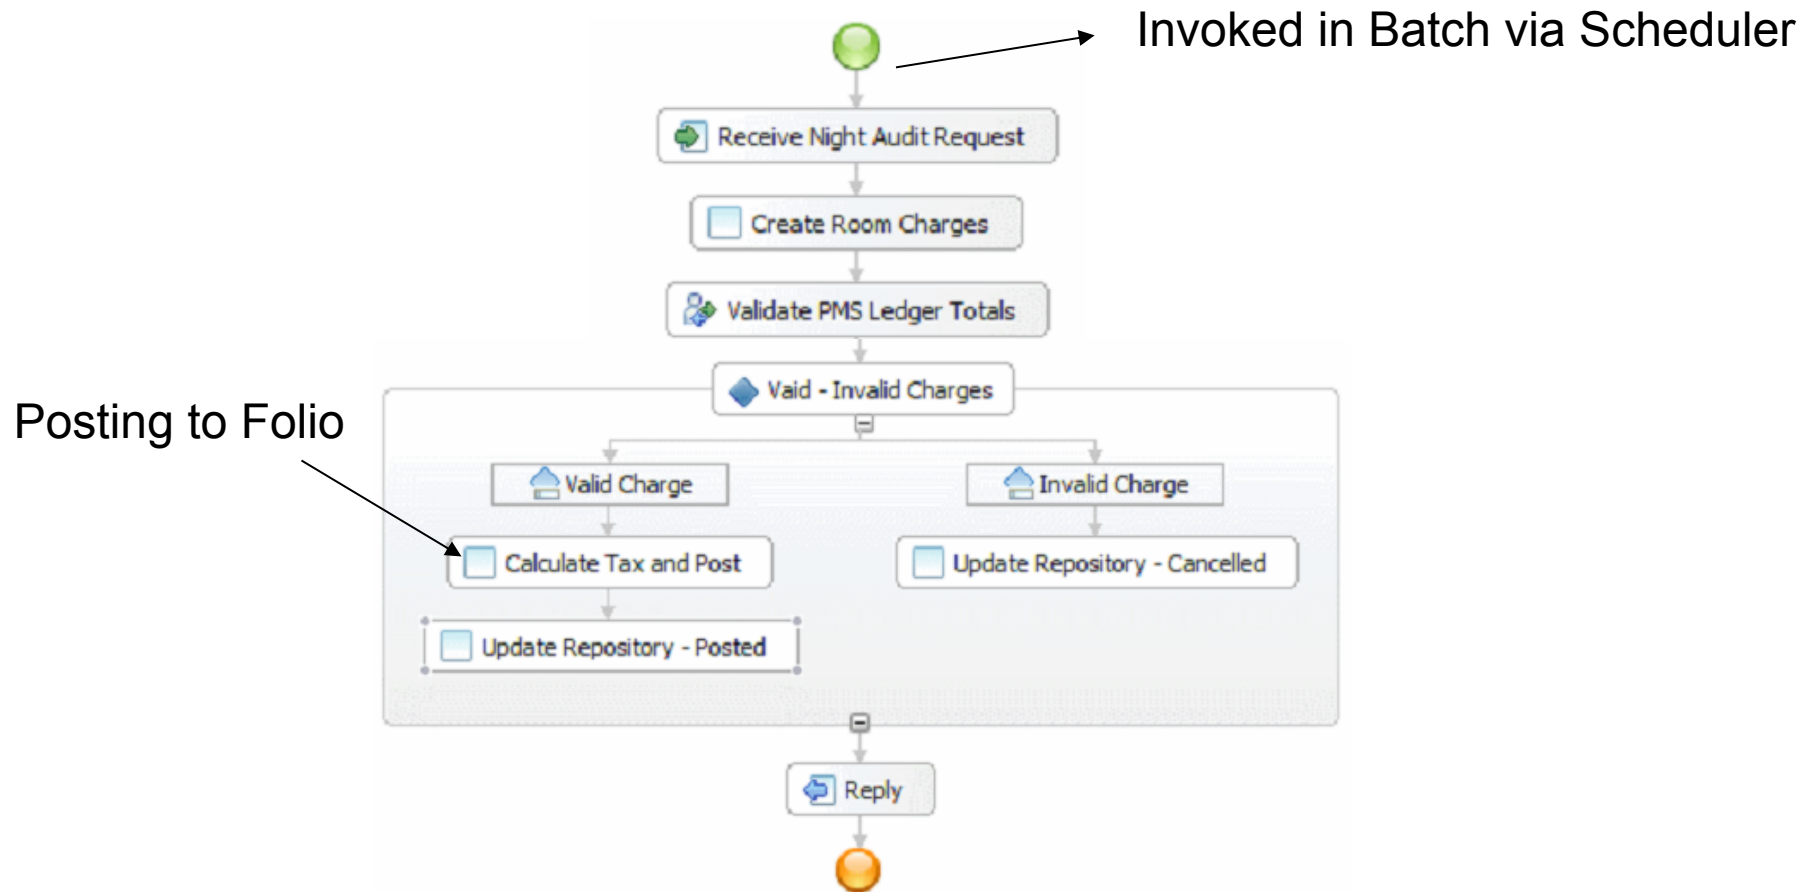 Invoked in Batch via Scheduler
Receive Night Audit Request
Create Room Charges
Validate PMS Ledger Totals
Vaid - Invalid Charges
Posting to Folio
Valid Charge
Invalid Charge
Calculate Tax and Post
Update Repository - Cancelled
Update Repository - Posted
Reply